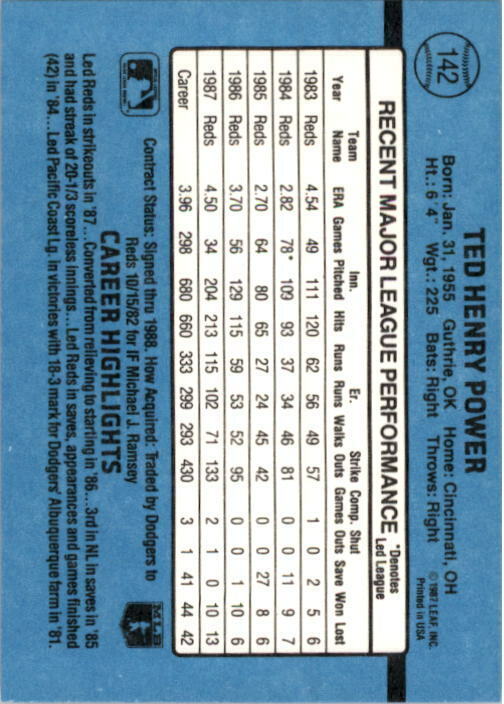 142
TED HENRY POWER
Born: Jan. 31, 1955 Guthrie, OK Home: Cincinnati, OH
Ht.: 6' 4" Wgt.: 225 Bats: Right Throws: Right
© 1987 LEAF, INC.
Printed in USA
RECENT MAJOR LEAGUE PERFORMANCE *Denotes Led League
Year Team Name ERA Games Inn. Pitched Hits Runs Er. Runs Walks Strike Outs Comp. Games Shut Outs Save Won Lost
1983 Reds 4.54 49 111 120 62 56 49 57 1 0 2 5 6
1984 Reds 2.82 78* 109 93 37 34 46 81 0 0 11 9 7
1985 Reds 2.70 64 80 65 27 24 45 42 0 0 27 8 6
1986 Reds 3.70 56 129 115 59 53 52 95 0 0 1 10 6
1987 Reds 4.50 34 204 213 115 102 71 133 2 1 0 10 13
Career 3.96 298 680 660 333 299 293 430 3 1 41 44 42
Contract Status: Signed thru 1988. How Acquired: Traded by Dodgers to
Reds 10/15/82 for IF Michael J. Ramsey
CAREER HIGHLIGHTS
MLB
Led Reds in strikeouts in '87...Converted from relieving to starting in '86...3rd in NL in saves in '85
and had streak of 20-1/3 scoreless innings...Led Reds in saves, appearances and games finished
(42) in '84...Led Pacific Coast Lg. in victories with 18-3 mark for Dodgers' Albuquerque farm in '81.